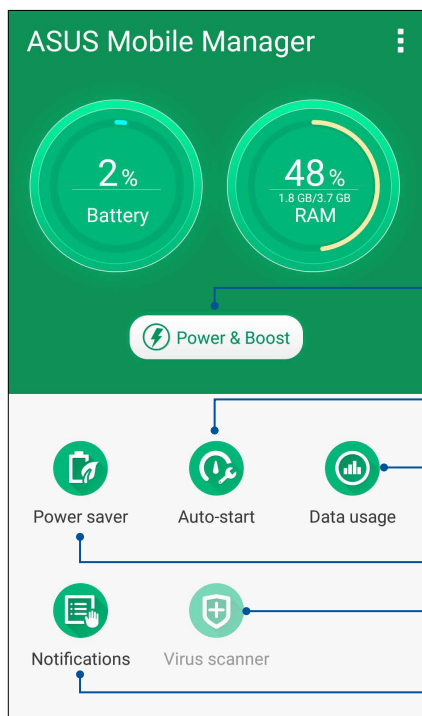 ASUS Mobile Manager
2%
Battery
48%
1.8 GB/3.7 GB
RAM
Power & Boost
Power saver
Auto-start
Data usage
Notifications
Virus scanner